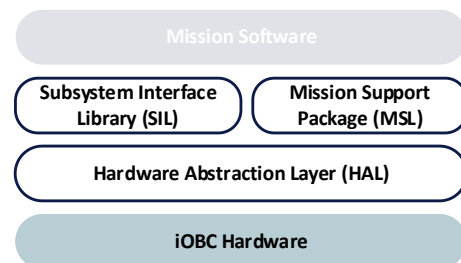 Mission Software
Subsystem Interface
Library (SIL)
Mission Support
Package (MSL)
Hardware Abstraction Layer (HAL)
iOBC Hardware